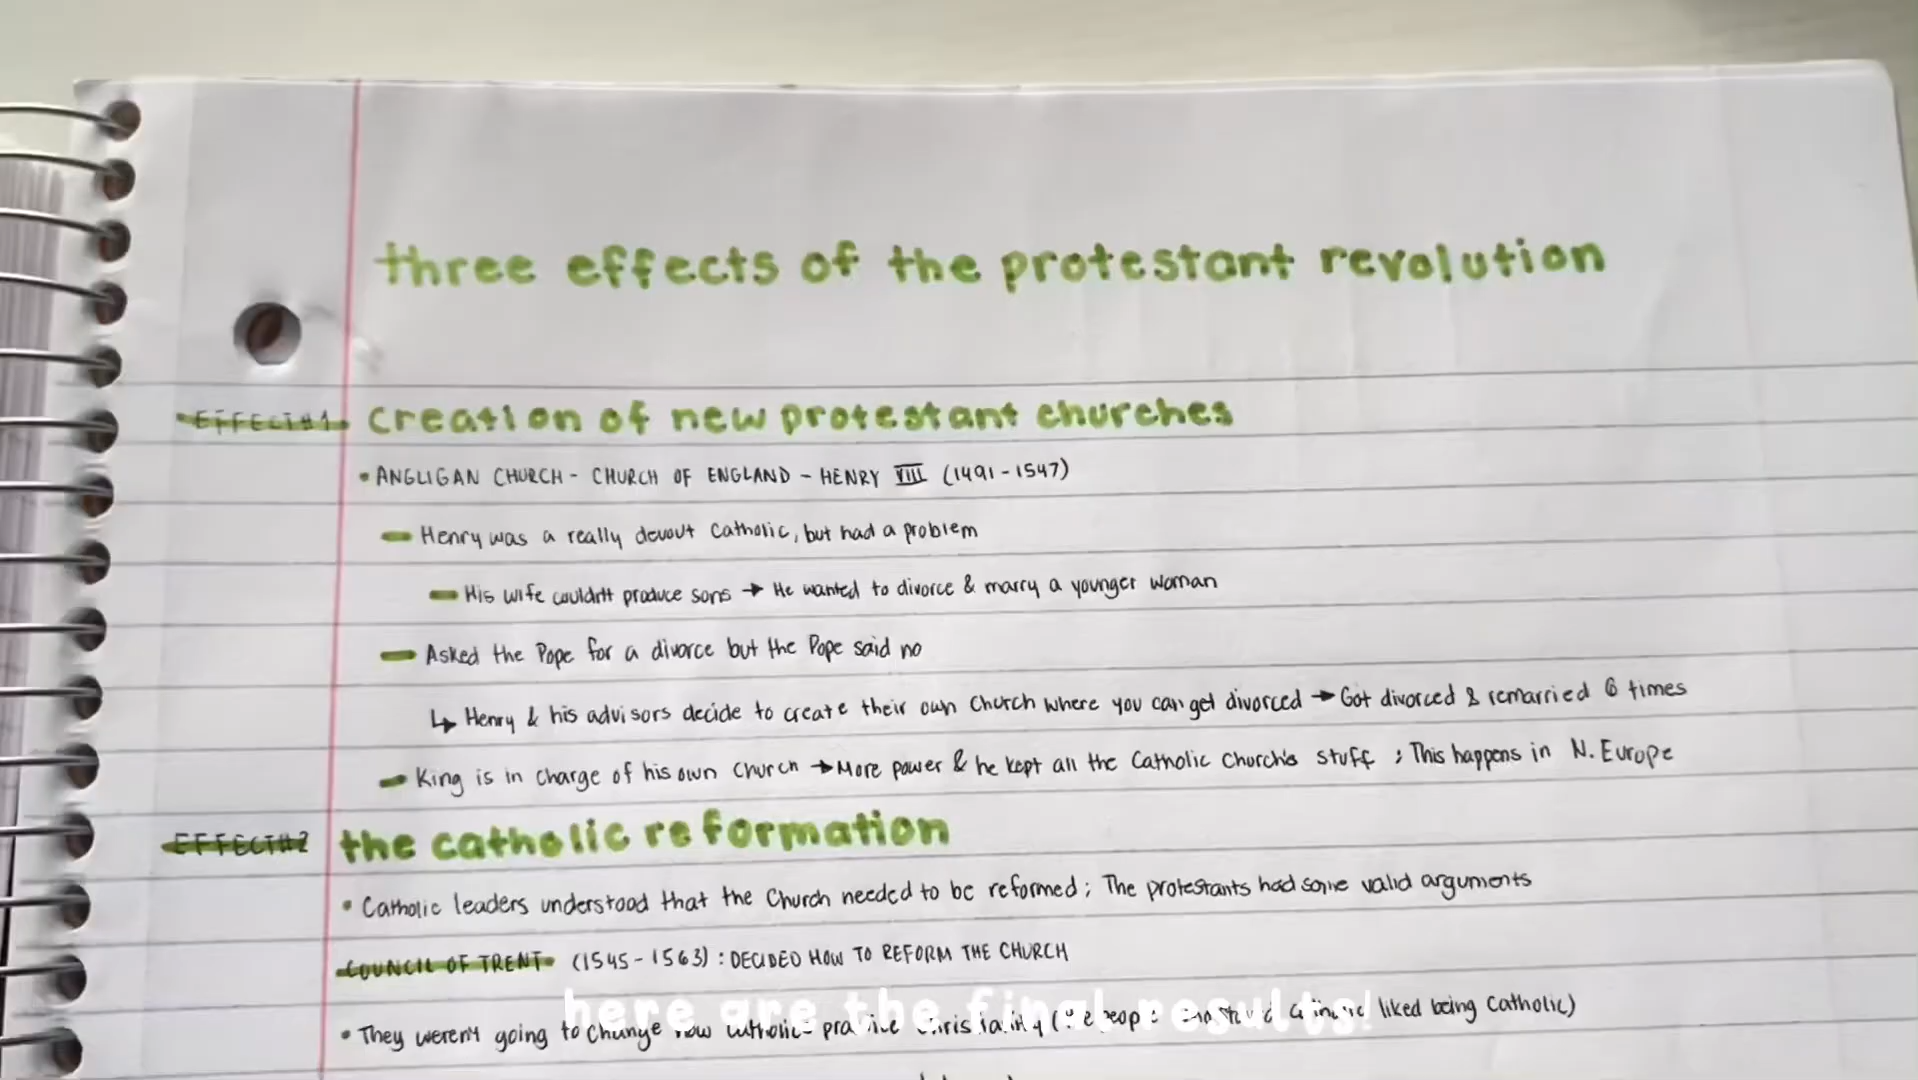 three effects of the protestant revolution
EFFECT#1 creation of new protestant churches
• ANGLIGAN CHURCH - CHURCH OF ENGLAND - HENRY VIII (1491-1547)
- Henry was a really devout Catholic, but had a problem
- His wife couldn't produce sons → He wanted to divorce & marry a younger woman
- Asked the Pope for a divorce but the Pope said no
↳ Henry & his advisors decide to create their own Church where you can get divorced → Got divorced & remarried 6 times
- King is in charge of his own Church → More power & he kept all the Catholic Church's stuff ; This happens in N. Europe
EFFECT#2 the catholic reformation
• Catholic leaders understood that the Church needed to be reformed; The protestants had some valid arguments
COUNCIL OF TRENT (1545-1563) : DECIDED HOW TO REFORM THE CHURCH
• They weren't going to change how Catholics practice Christianity ( people liked being Catholic)
here are the final results!